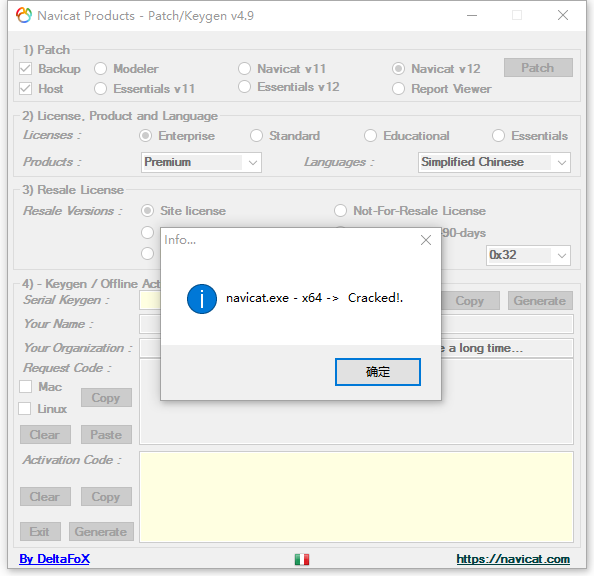 Navicat Products - Patch/Keygen v4.9
1) Patch
Backup Modeler Navicat v11 Navicat v12 Patch
Host Essentials v11 Essentials v12 Report Viewer
2) License, Product and Language
Licenses : Enterprise Standard Educational Essentials
Products : Premium Languages : Simplified Chinese
3) Resale License
Resale Versions : Site license Not-For-Resale License
90-days
0x32
Info...
navicat.exe - x64 -> Cracked!.
确定
4) - Keygen / Offline Act
Serial Keygen : Copy Generate
Your Name :
Your Organization : e a long time...
Request Code :
Mac
Linux
Copy
Clear Paste
Activation Code :
Clear Copy
Exit Generate
By DeltaFoX https://navicat.com